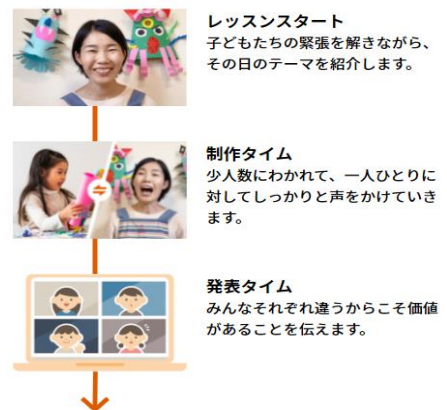 レッスンスタート
子どもたちの緊張を解きながら、
その日のテーマを紹介します。
制作タイム
少人数にわかれて、一人ひとりに
対してしっかりと声をかけていき
ます。
発表タイム
みんなそれぞれ違うからこそ価値
があることを伝えます。